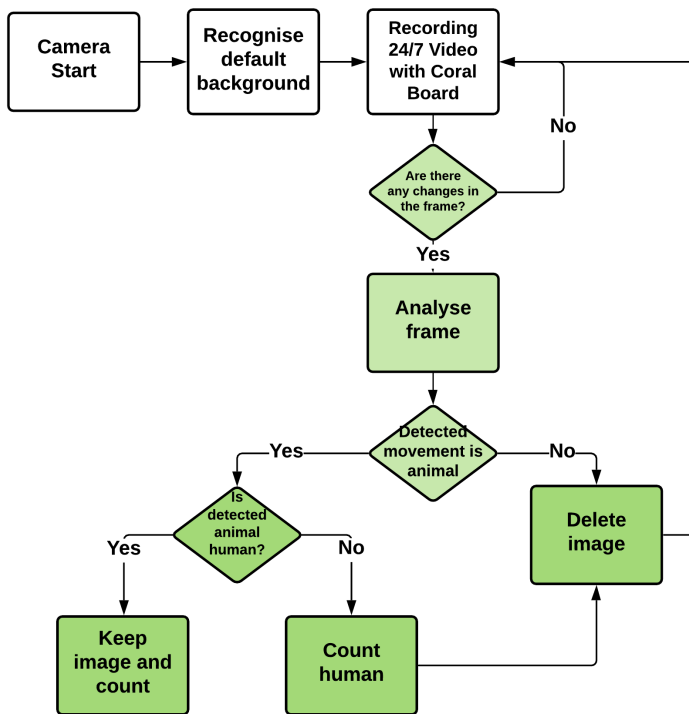 Camera
Start
Recognise
default
background
Recording
24/7 Video
with Coral
Board
No
Are there
any changes in
the frame?
Yes
Analyse
frame
Detected
movement is
animal
Yes
No
Is
detected
animal
human?
Yes
No
Delete
image
Keep
image and
count
Count
human